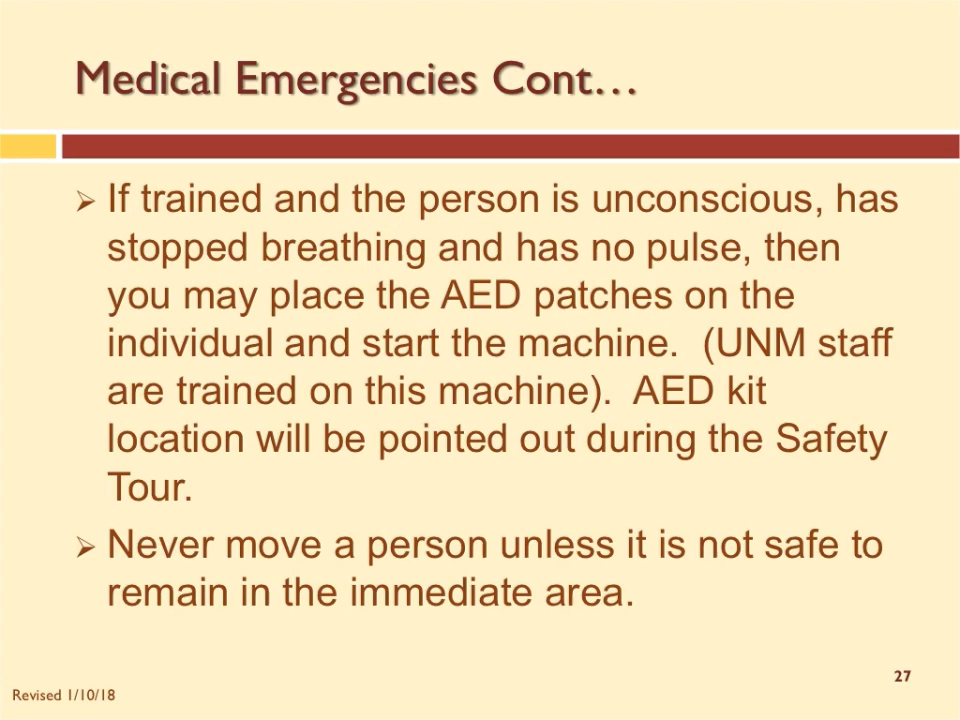 Medical Emergencies Cont…
➢ If trained and the person is unconscious, has
stopped breathing and has no pulse, then
you may place the AED patches on the
individual and start the machine.  (UNM staff
are trained on this machine).  AED kit
location will be pointed out during the Safety
Tour.
➢ Never move a person unless it is not safe to
remain in the immediate area.
27
Revised 1/10/18